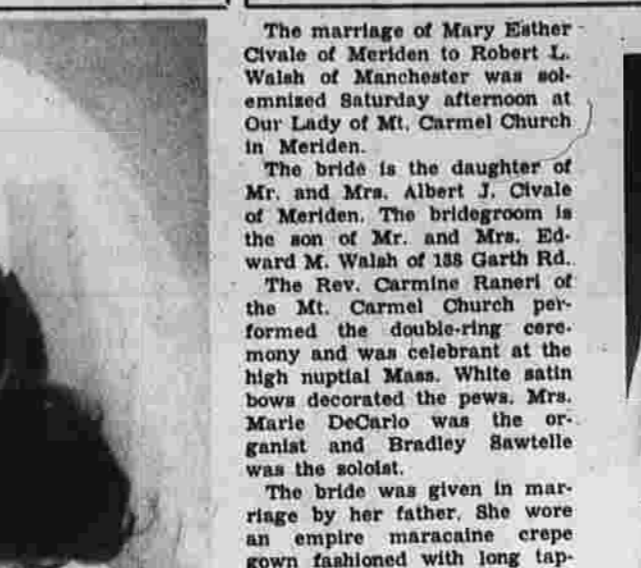 The marriage of Mary Esther
Civale of Meriden to Robert L.
Walsh of Manchester was sol-
emnized Saturday afternoon at
Our Lady of Mt. Carmel Church
in Meriden.
The bride is the daughter of
Mr. and Mrs. Albert J. Civale
of Meriden. The bridegroom is
the son of Mr. and Mrs. Ed-
ward M. Walsh of 138 Garth Rd.
The Rev. Carmine Raneri of
the Mt. Carmel Church per-
formed the double-ring cere-
mony and was celebrant at the
high nuptial Mass. White satin
bows decorated the pews. Mrs.
Marie DeCarlo was the or-
ganist and Bradley Sawtelle
was the soloist.
The bride was given in mar-
riage by her father. She wore
an empire maracaine crepe
gown fashioned with long tap-